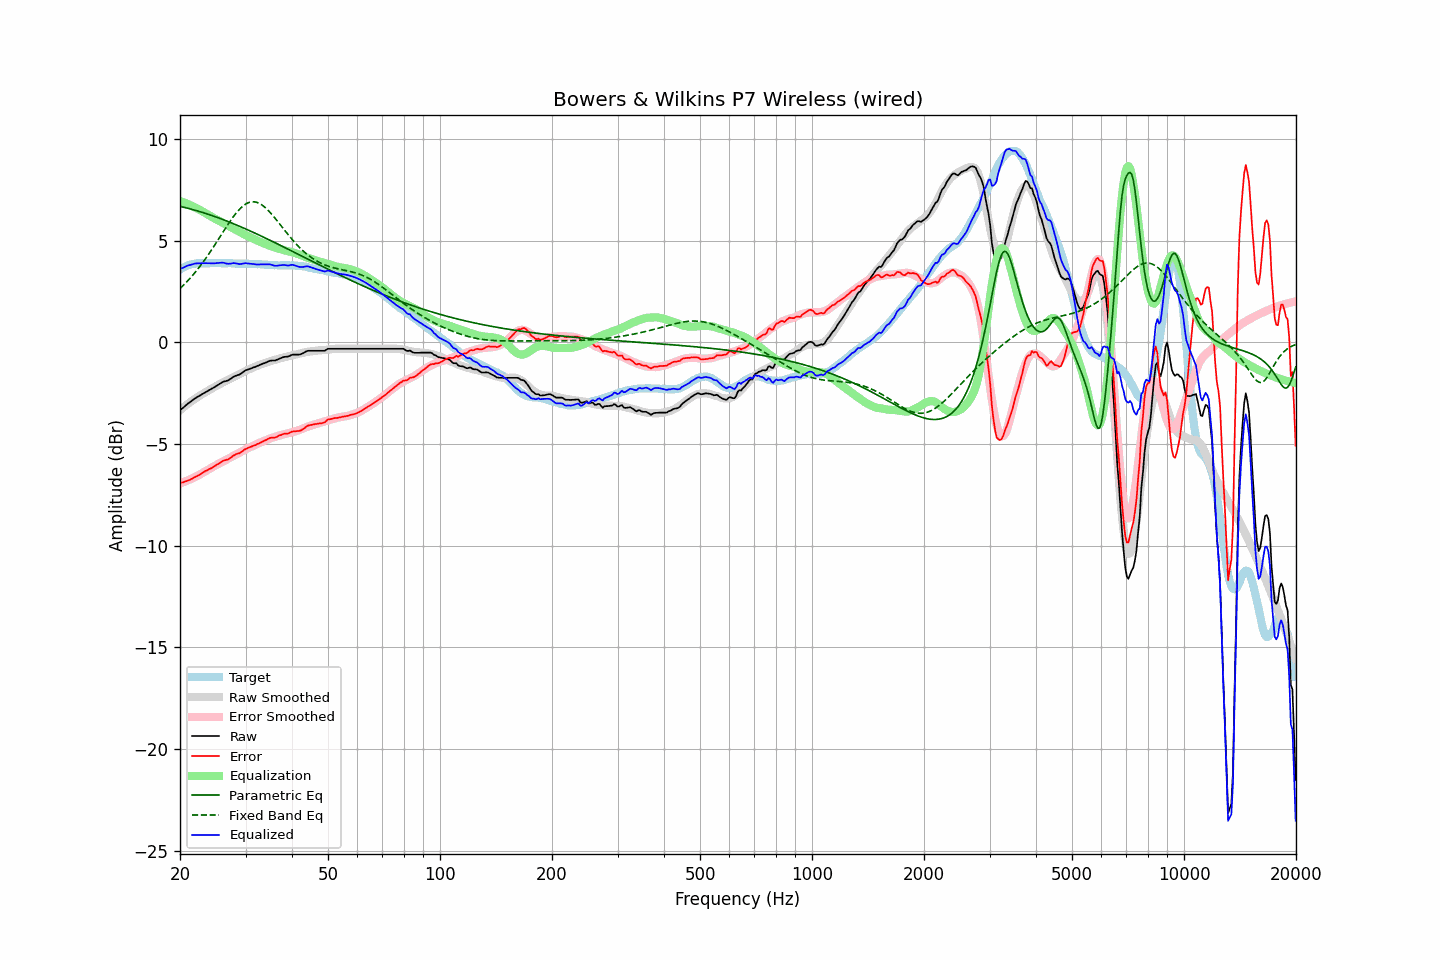 Bowers & Wilkins P7 Wireless (wired)
Amplitude (dBr)
10
5
0
−5
−10
−15
−20
−25
Target
Raw Smoothed
Error Smoothed
Raw
Error
Equalization
Parametric Eq
Fixed Band Eq
Equalized
20 50 100 200 500 1000 2000 5000 10000 20000
Frequency (Hz)